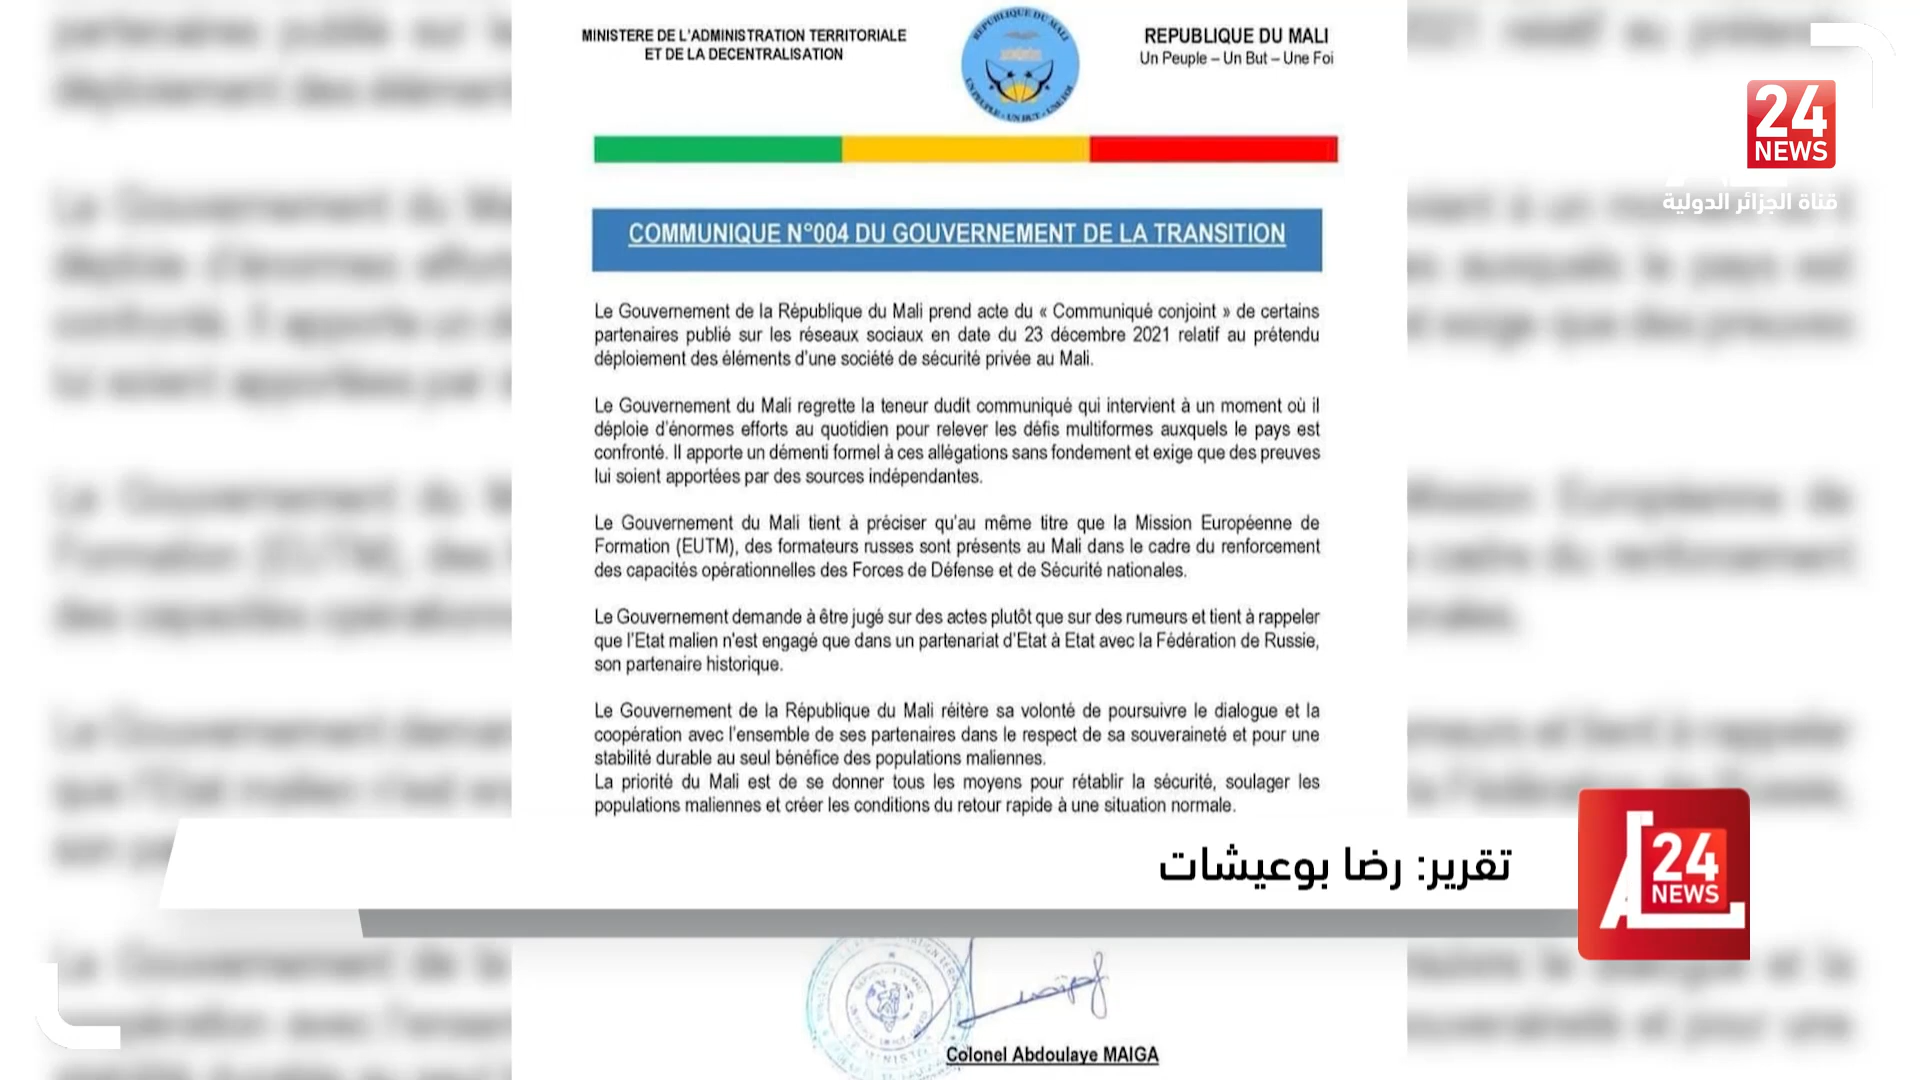 MINISTERE DE L'ADMINISTRATION TERRITORIALE
ET DE LA DECENTRALISATION
REPUBLIQUE DU MALI
UN PEUPLE - UN BUT - UNE FOI
REPUBLIQUE DU MALI
Un Peuple – Un But – Une Foi
24
NEWS
قناة الجزائر الدولية
COMMUNIQUE N°004 DU GOUVERNEMENT DE LA TRANSITION
Le Gouvernement de la République du Mali prend acte du « Communiqué conjoint » de certains
partenaires publié sur les réseaux sociaux en date du 23 décembre 2021 relatif au prétendu
déploiement des éléments d'une société de sécurité privée au Mali.
Le Gouvernement du Mali regrette la teneur dudit communiqué qui intervient à un moment où il
déploie d'énormes efforts au quotidien pour relever les défis multiformes auxquels le pays est
confronté. Il apporte un démenti formel à ces allégations sans fondement et exige que des preuves
lui soient apportées par des sources indépendantes.
Le Gouvernement du Mali tient à préciser qu'au même titre que la Mission Européenne de
Formation (EUTM), des formateurs russes sont présents au Mali dans le cadre du renforcement
des capacités opérationnelles des Forces de Défense et de Sécurité nationales.
Le Gouvernement demande à être jugé sur des actes plutôt que sur des rumeurs et tient à rappeler
que l'Etat malien n'est engagé que dans un partenariat d'Etat à Etat avec la Fédération de Russie,
son partenaire historique.
Le Gouvernement de la République du Mali réitère sa volonté de poursuivre le dialogue et la
coopération avec l'ensemble de ses partenaires dans le respect de sa souveraineté et pour une
stabilité durable au seul bénéfice des populations maliennes.
La priorité du Mali est de se donner tous les moyens pour rétablir la sécurité, soulager les
populations maliennes et créer les conditions du retour rapide à une situation normale.
تقرير: رضا بوعيشات
AL
24
NEWS
Colonel Abdoulaye MAIGA